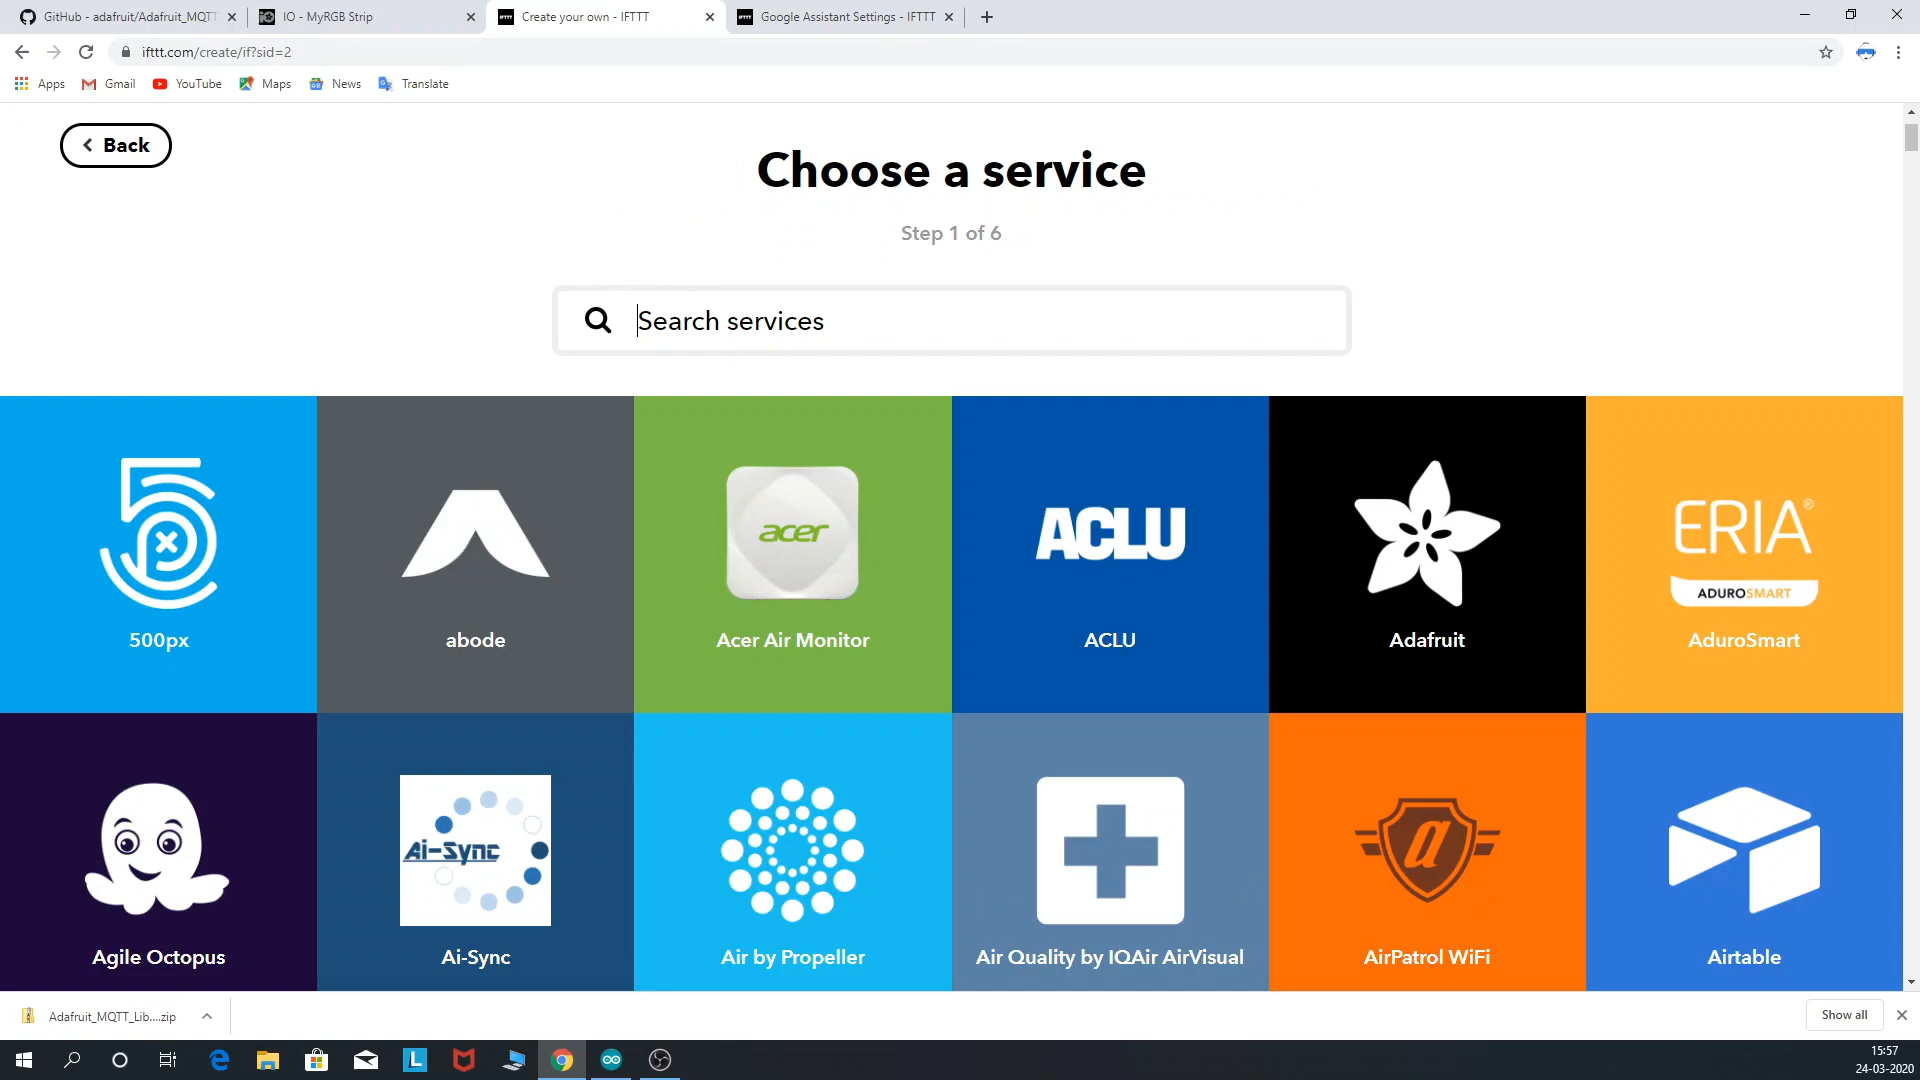 GitHub - adafruit/Adafruit_MQTT
IO - MyRGB Strip
Create your own - IFTTT
Google Assistant Settings - IFTTT
ifttt.com/create/if?sid=2
Apps
Gmail
YouTube
Maps
News
Translate
Back
Choose a service
Step 1 of 6
Search services
acer
ACLU
ERIA®
ADUROSMART
500px
abode
Acer Air Monitor
ACLU
Adafruit
AduroSmart
Ai-Sync
a
Agile Octopus
Ai-Sync
Air by Propeller
Air Quality by IQAir AirVisual
AirPatrol WiFi
Airtable
Adafruit_MQTT_Lib....zip
Show all
L
15:57
24-03-2020